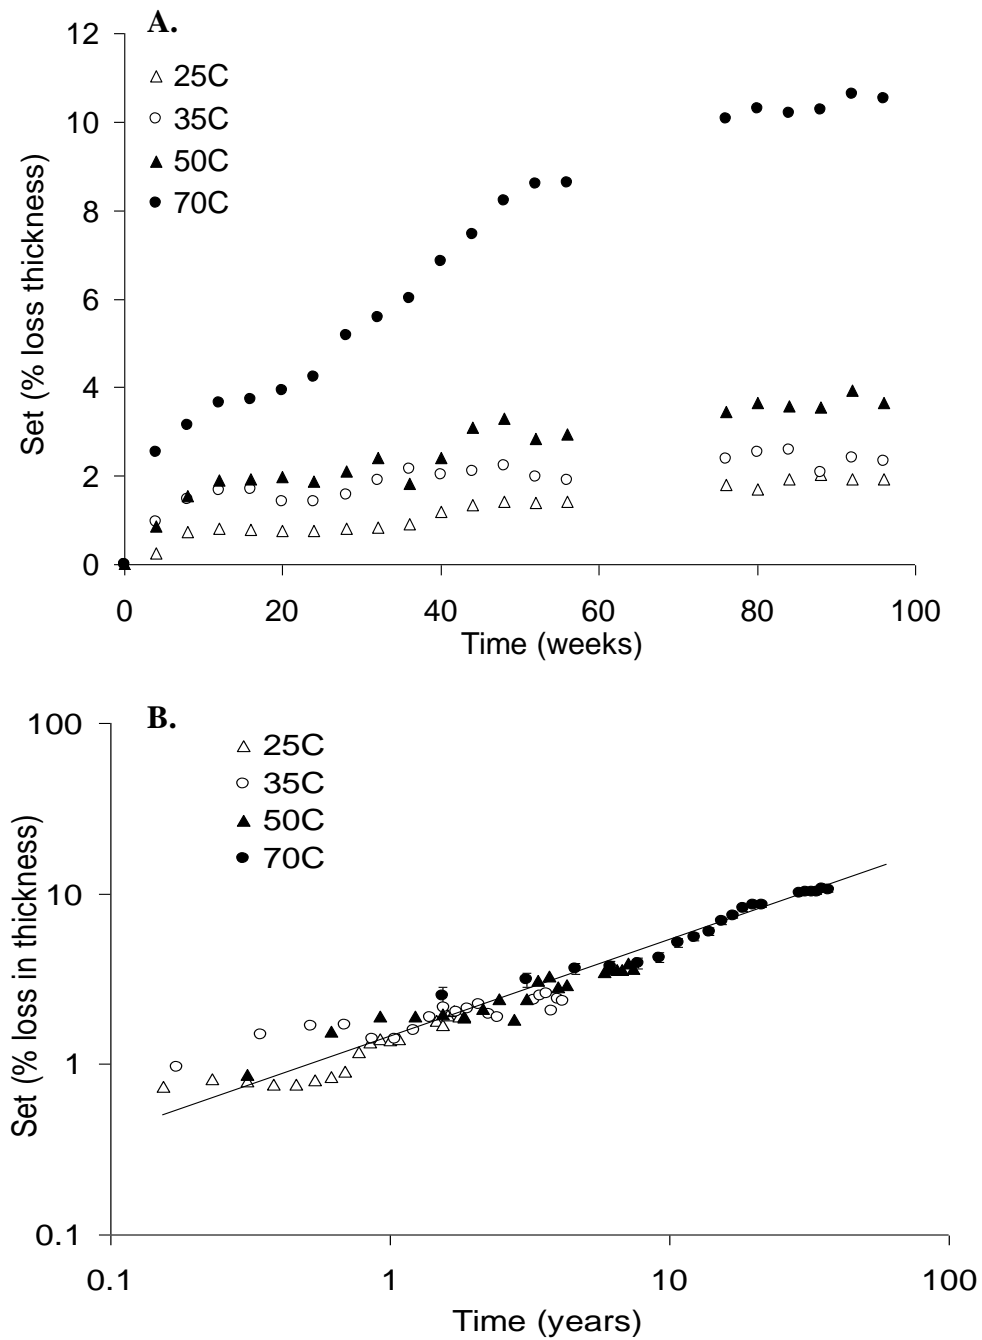 A.
12
10
8
6
4
2
0
25C
35C
50C
70C
Set (% loss thickness)
0 20 40 60 80 100
Time (weeks)
B.
100
10
1
0.1
25C
35C
50C
70C
Set (% loss in thickness)
0.1 1 10 100
Time (years)